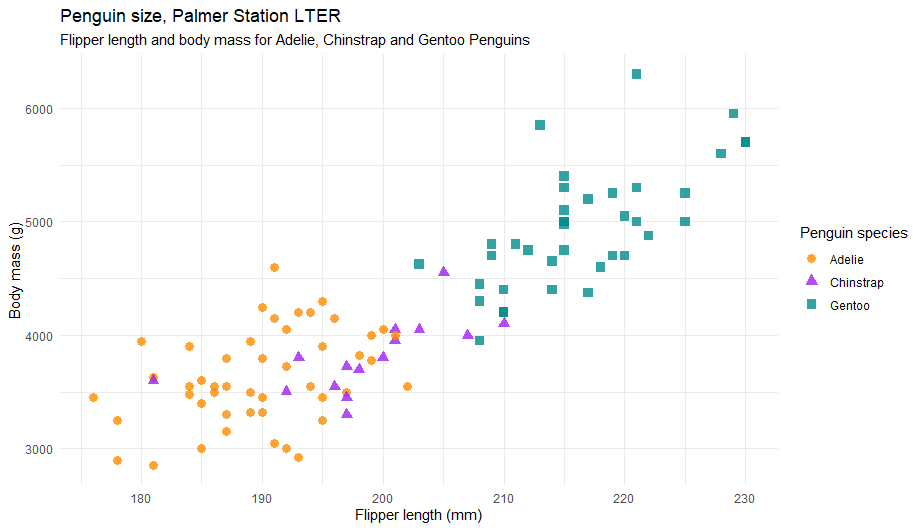 Penguin size, Palmer Station LTER
Flipper length and body mass for Adelie, Chinstrap and Gentoo Penguins
Body mass (g)
6000
5000
4000
3000
180 190 200 210 220 230
Flipper length (mm)
Penguin species
Adelie
Chinstrap
Gentoo